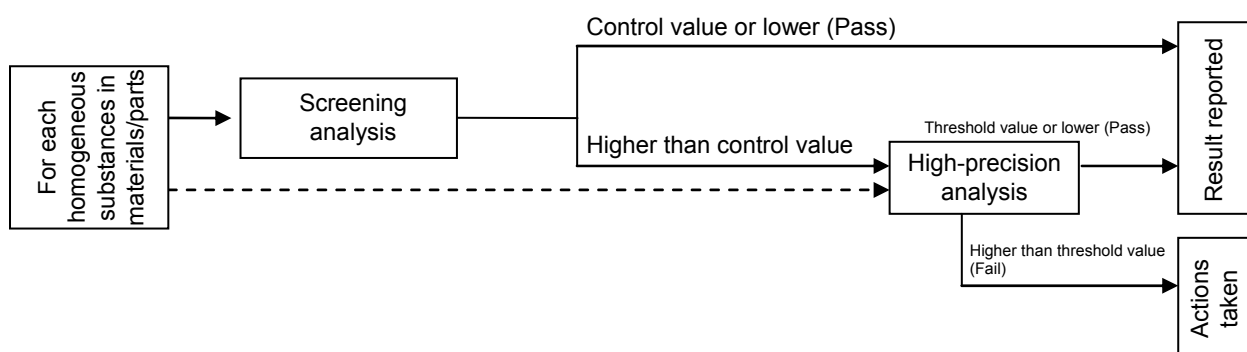 For each
homogeneous
substances in
materials/parts
Screening
analysis
Control value or lower (Pass)
Higher than control value
Threshold value or lower (Pass)
High-precision
analysis
Higher than threshold value
(Fail)
Result reported
Actions
taken